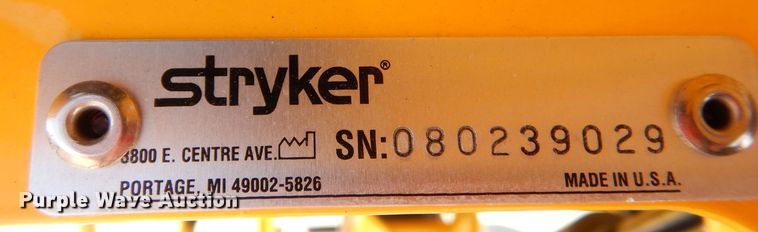 stryker®
3800 E. CENTRE AVE.
SN: 080239029
PORTAGE, MI 49002-5826
MADE IN U.S.A.
Purple Wave Auction